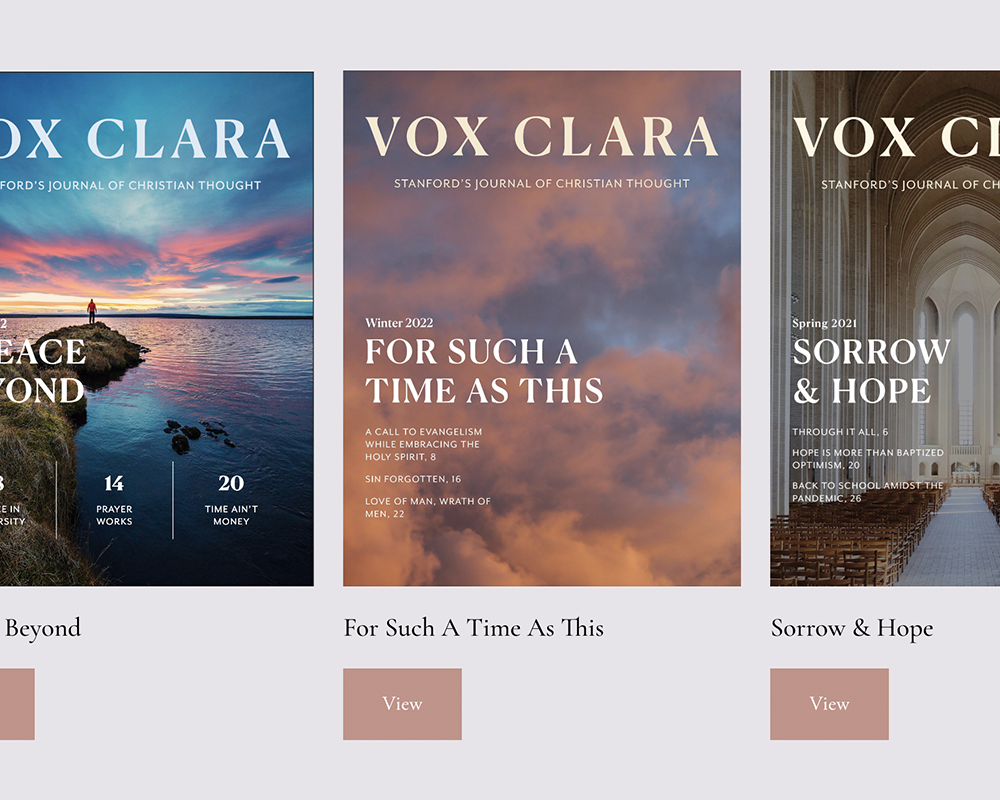 OX CLARA
FORD'S JOURNAL OF CHRISTIAN THOUGHT
2
EACE
YOND
8
CE IN
RSITY
14
PRAYER
WORKS
20
TIME AIN'T
MONEY
Beyond
VOX CLARA
STANFORD'S JOURNAL OF CHRISTIAN THOUGHT
Winter 2022
FOR SUCH A
TIME AS THIS
A CALL TO EVANGELISM
WHILE EMBRACING THE
HOLY SPIRIT, 8
SIN FORGOTTEN, 16
LOVE OF MAN, WRATH OF
MEN, 22
For Such A Time As This
View
VOX CL
STANFORD'S JOURNAL OF CH
Spring 2021
SORROW
& HOPE
THROUGH IT ALL, 6
HOPE IS MORE THAN BAPTIZED
OPTIMISM, 20
BACK TO SCHOOL AMIDST THE
PANDEMIC, 26
Sorrow & Hope
View